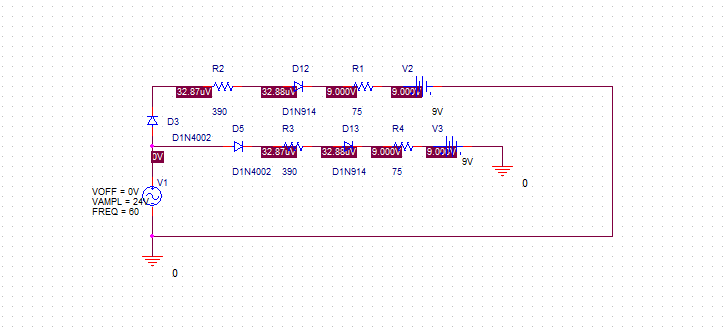 R2 D12 R1 V2
32.87uV 32.88uV 9.000V 9.000V
390 D1N914 75 9V
D3
D1N4002 D5 R3 D13 R4 V3
0V 32.87uV 32.88uV 9.000V 9.000V
9V
D1N4002 390 D1N914 75
V1
VOFF = 0V
VAMPL = 24V
FREQ = 60
0
0